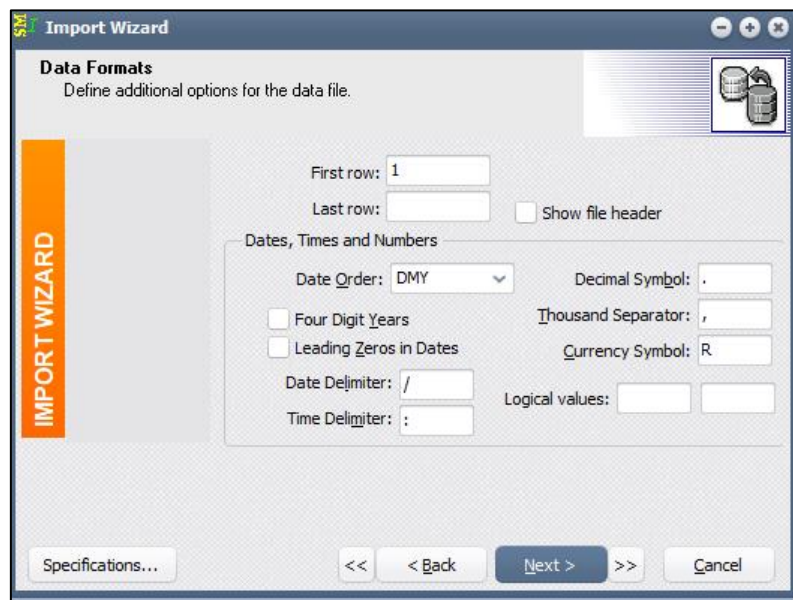 SMI
Import Wizard
Data Formats
Define additional options for the data file.
IMPORT WIZARD
First row: 1
Last row:
Show file header
Dates, Times and Numbers
Date Order: DMY
Decimal Symbol: .
Four Digit Years
Thousand Separator: ,
Leading Zeros in Dates
Currency Symbol: R
Date Delimiter: /
Logical values:
Time Delimiter: :
Specifications...
<<
< Back
Next >
>>
Cancel